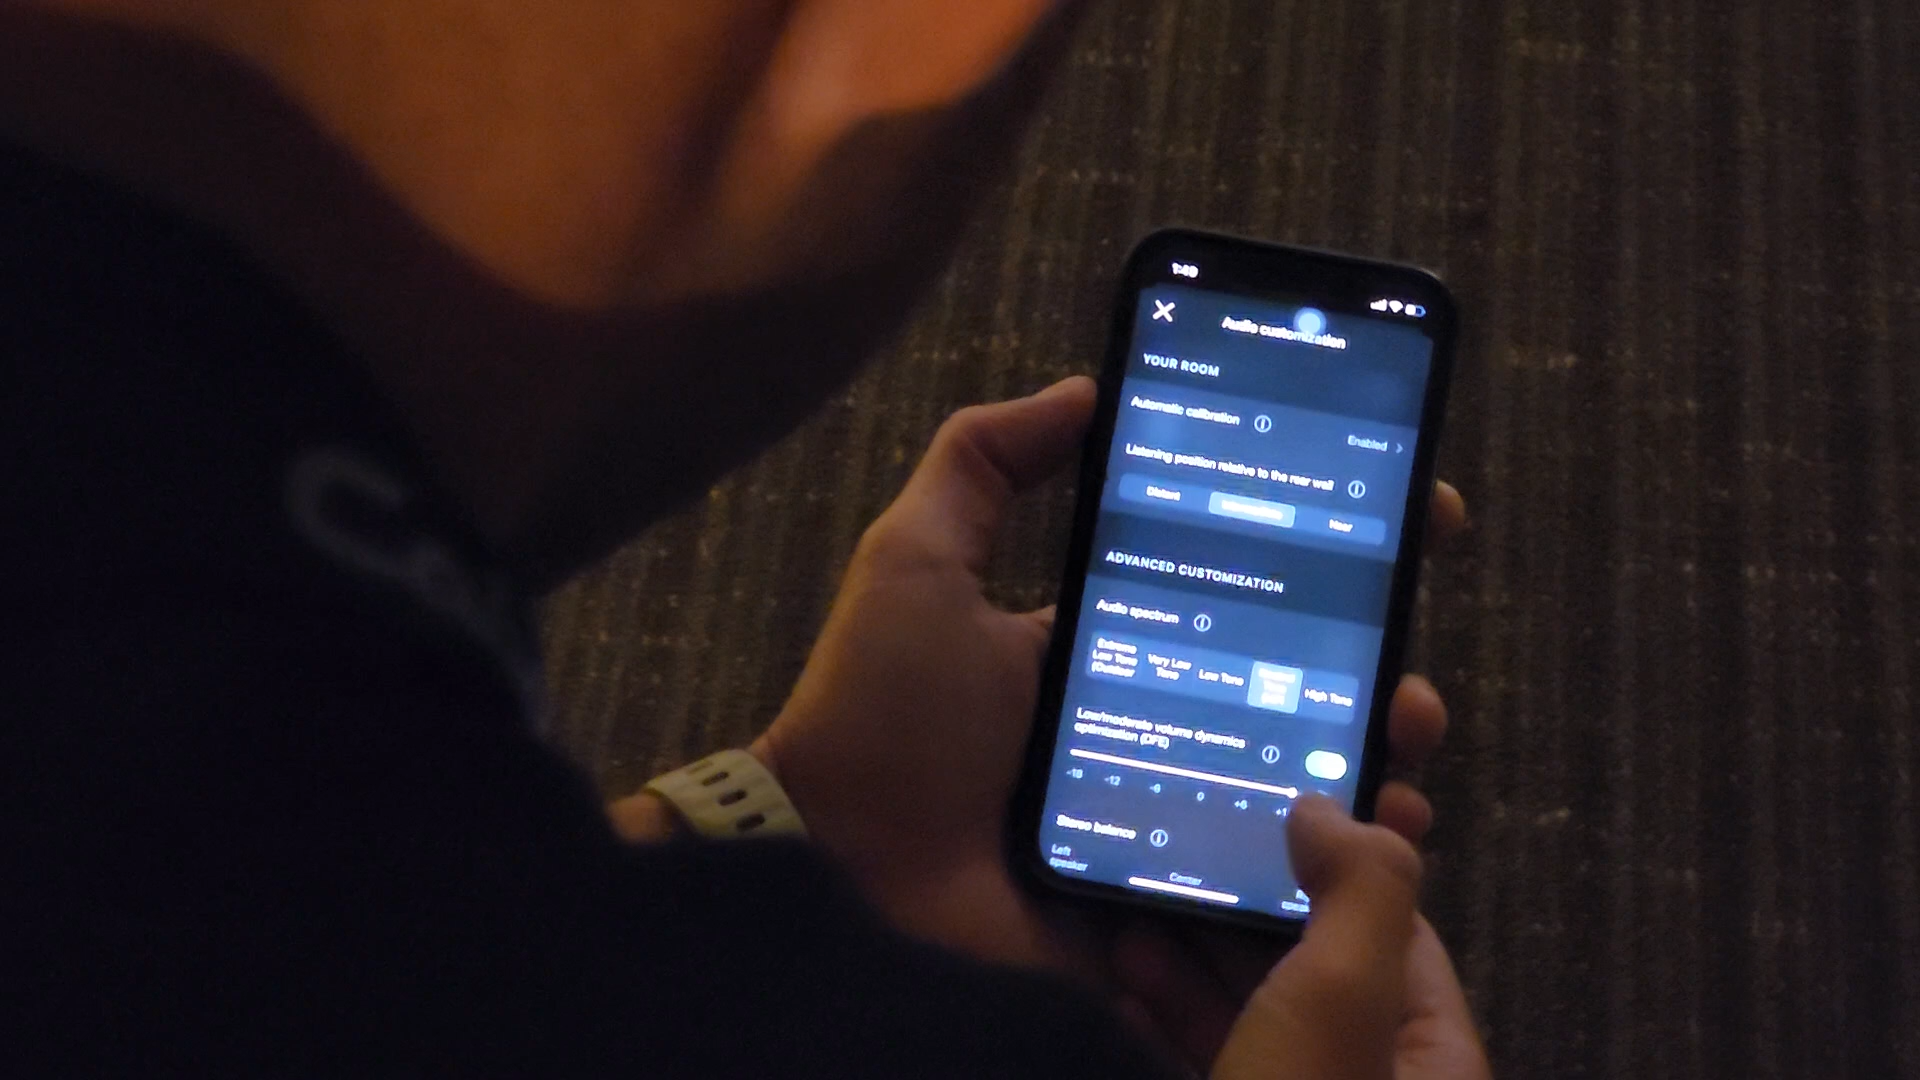 Audio customization
YOUR ROOM
Automatic calibration
Enabled
Listening position relative to the rear wall
Distant
Near
ADVANCED CUSTOMIZATION
Audio spectrum
Extreme
Low Tone
(Outdoor
Very Low
Tone
Low Tone
High Tone
Low/moderate volume dynamics
optimization (DFE)
-18 -12 -6 0 +6
Stereo balance
Left
speaker
Center